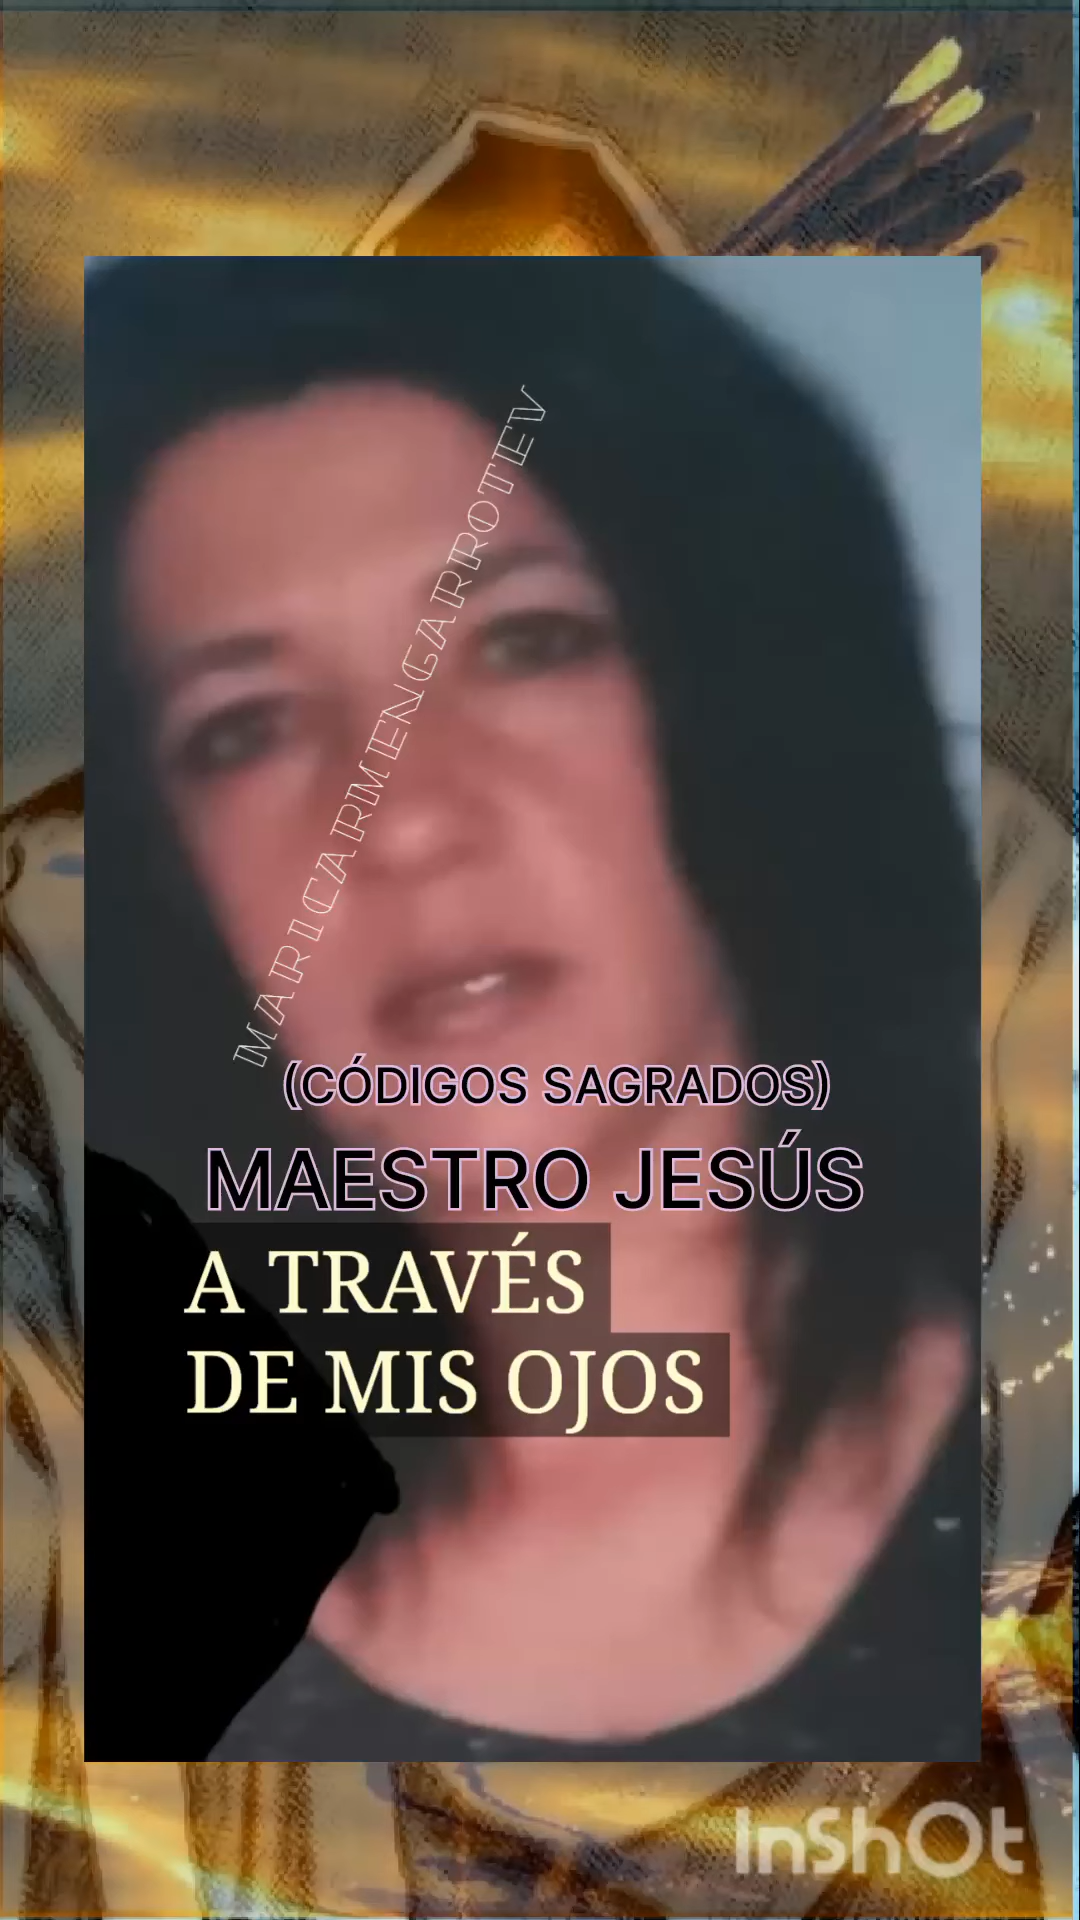 MARICARMENGARROTEV
(CÓDIGOS SAGRADOS)
MAESTRO JESÚS
A TRAVÉS
DE MIS OJOS
InShOt